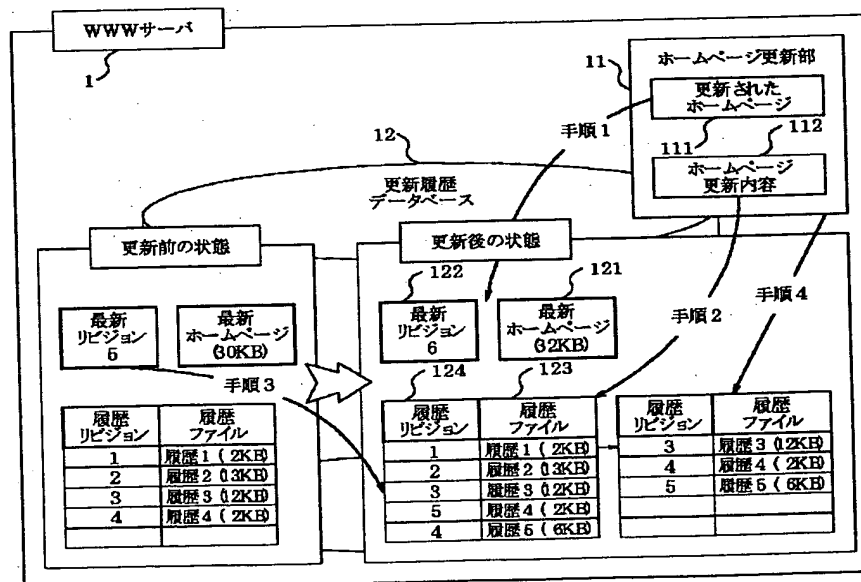 WWWサーバ
1
11
ホームページ更新部
更新された
ホームページ
手順1
111
112
ホームページ
更新内容
12
更新履歴
データベース
更新前の状態
最新
リビジョン
5
最新
ホームページ
(30KB)
手順3
履歴
リビジョン
履歴
ファイル
1
履歴1 ( 2KB)
2
履歴2 (13KB)
3
履歴3 (12KB)
4
履歴4 ( 2KB)
更新後の状態
122
121
最新
リビジョン
6
最新
ホームページ
(32KB)
手順2
手順4
124
123
履歴
リビジョン
履歴
ファイル
1
履歴1 ( 2KB)
2
履歴2 (13KB)
3
履歴3 (12KB)
5
履歴4 ( 2KB)
4
履歴5 ( 6KB)
履歴
リビジョン
履歴
ファイル
3
履歴3 (12KB)
4
履歴4 ( 2KB)
5
履歴5 ( 6KB)